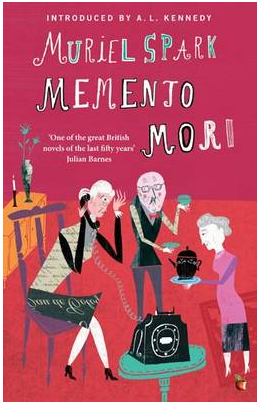 INTRODUCED BY A. L. KENNEDY
MURIEL SPARK
MEMENTO
MORI
'One of the great British
novels of the last fifty years'
Julian Barnes